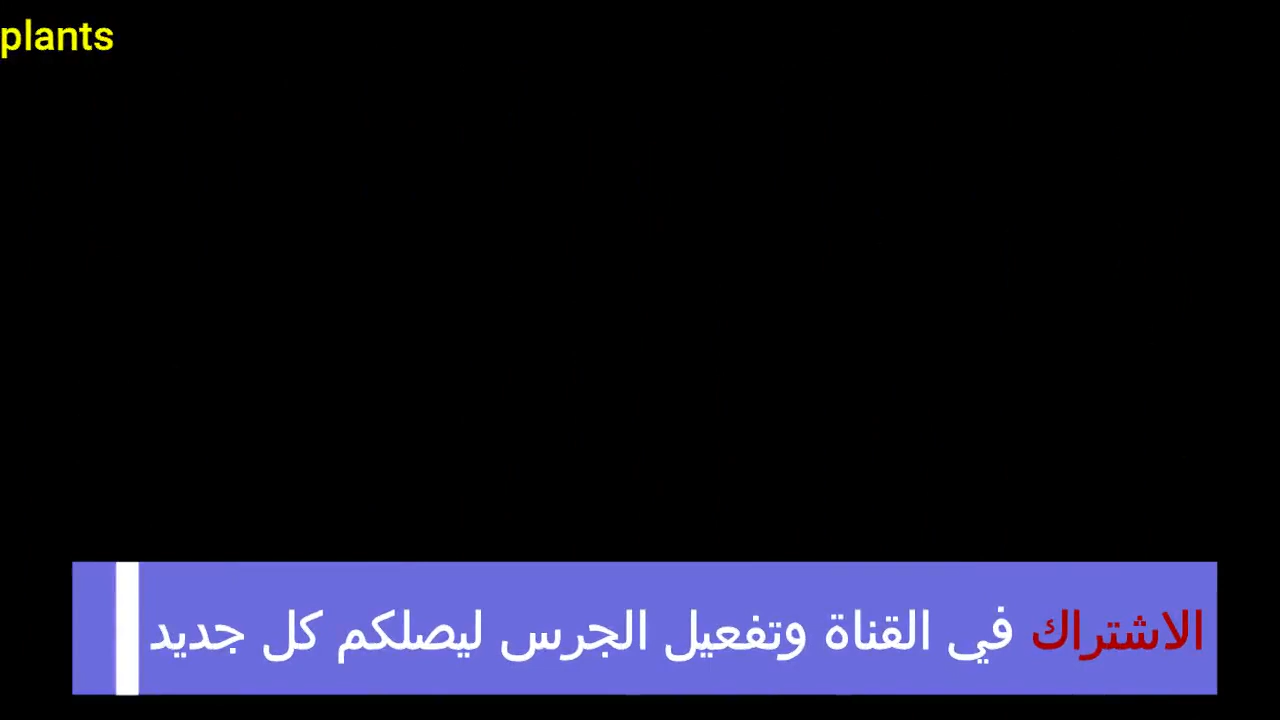 plants
الاشتراك في القناة وتفعيل الجرس ليصلكم كل جديد